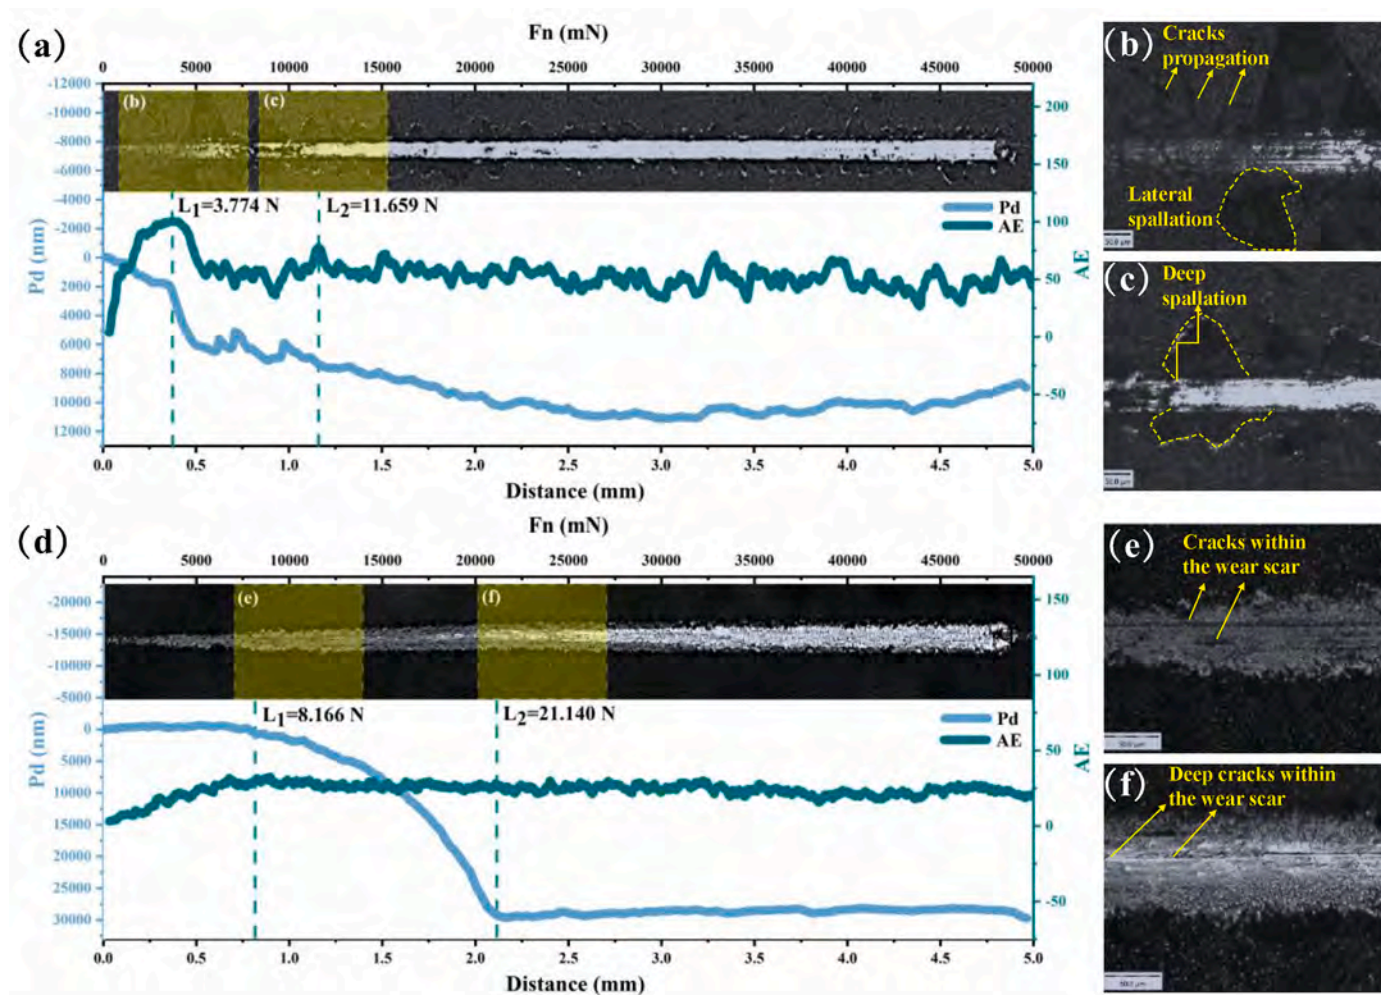 (a)
Fn (mN)
0 5000 10000 15000 20000 25000 30000 35000 40000 45000 50000
-12000
-10000
-8000
-6000
-4000
-2000
0
2000
4000
6000
8000
10000
12000
Pd (nm)
(b) (c)
L1=3.774 N L2=11.659 N
Pd
AE
200
150
100
50
0
-50
AE
0.0 0.5 1.0 1.5 2.0 2.5 3.0 3.5 4.0 4.5 5.0
Distance (mm)
(b)
Cracks
propagation
Lateral
spallation
(c)
Deep
spallation
(d)
Fn (mN)
0 5000 10000 15000 20000 25000 30000 35000 40000 45000 50000
-20000
-15000
-10000
-5000
0
5000
10000
15000
20000
25000
30000
Pd (nm)
(e) (f)
L1=8.166 N L2=21.140 N
Pd
AE
150
100
50
0
-50
AE
0.0 0.5 1.0 1.5 2.0 2.5 3.0 3.5 4.0 4.5 5.0
Distance (mm)
(e)
Cracks within
the wear scar
(f)
Deep cracks within
the wear scar